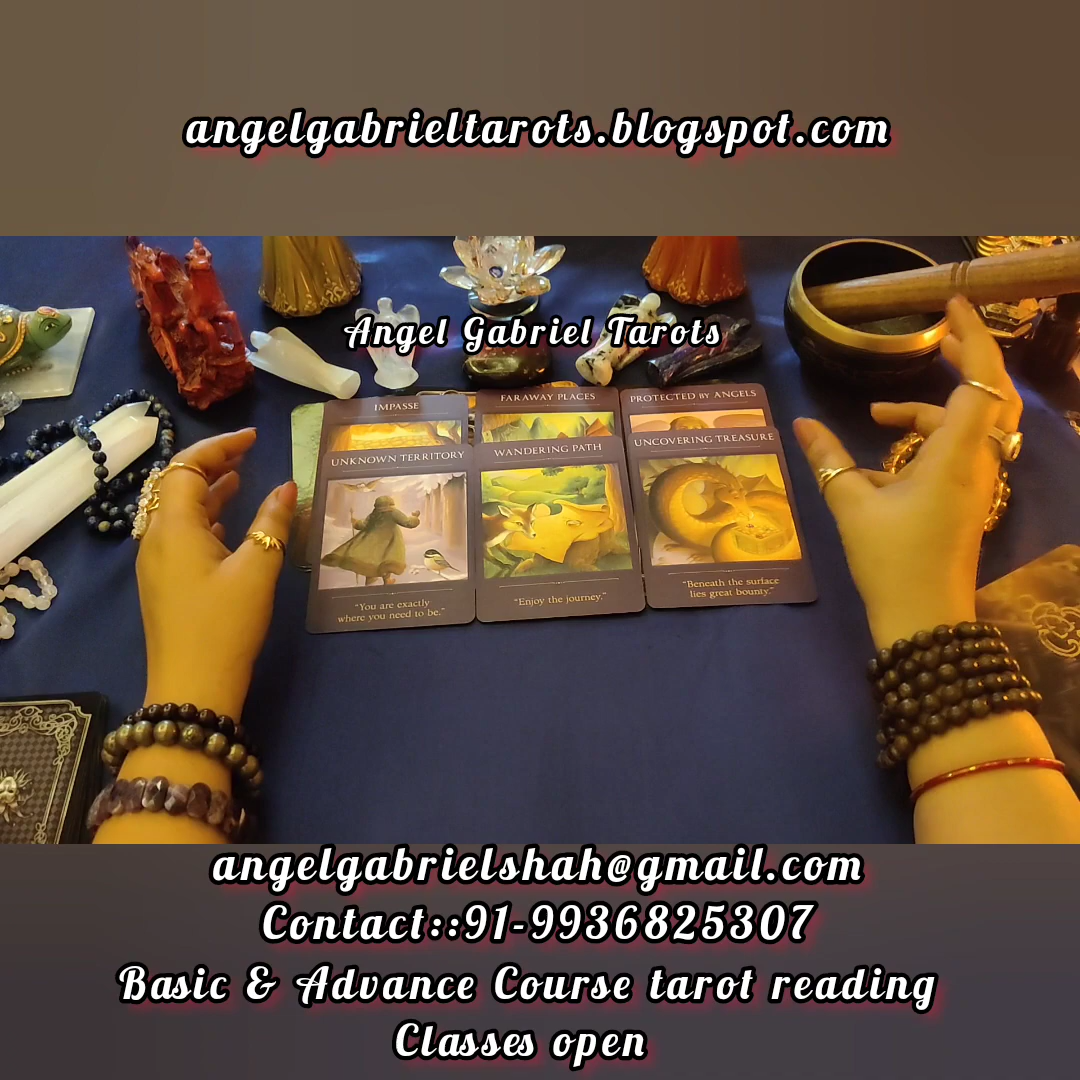 angelgabrieltarots.blogspot.com
Angel Gabriel Tarots
IMPASSE
FARAWAY PLACES
PROTECTED BY ANGELS
UNKNOWN TERRITORY
WANDERING PATH
UNCOVERING TREASURE
"You are exactly
where you need to be."
"Enjoy the journey."
"Beneath the surface
lies great bounty."
angelgabrielshah@gmail.com
Contact::91-9936825307
Basic & Advance Course tarot reading
Classes open